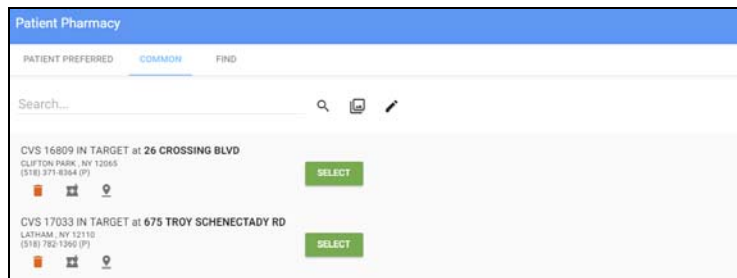 Patient Pharmacy
PATIENT PREFERRED COMMON FIND
Search...
CVS 16809 IN TARGET at 26 CROSSING BLVD
CLIFTON PARK , NY 12065
(518) 371-8364 (P)
SELECT
CVS 17033 IN TARGET at 675 TROY SCHENECTADY RD
LATHAM , NY 12110
(518) 782-1360 (P)
SELECT